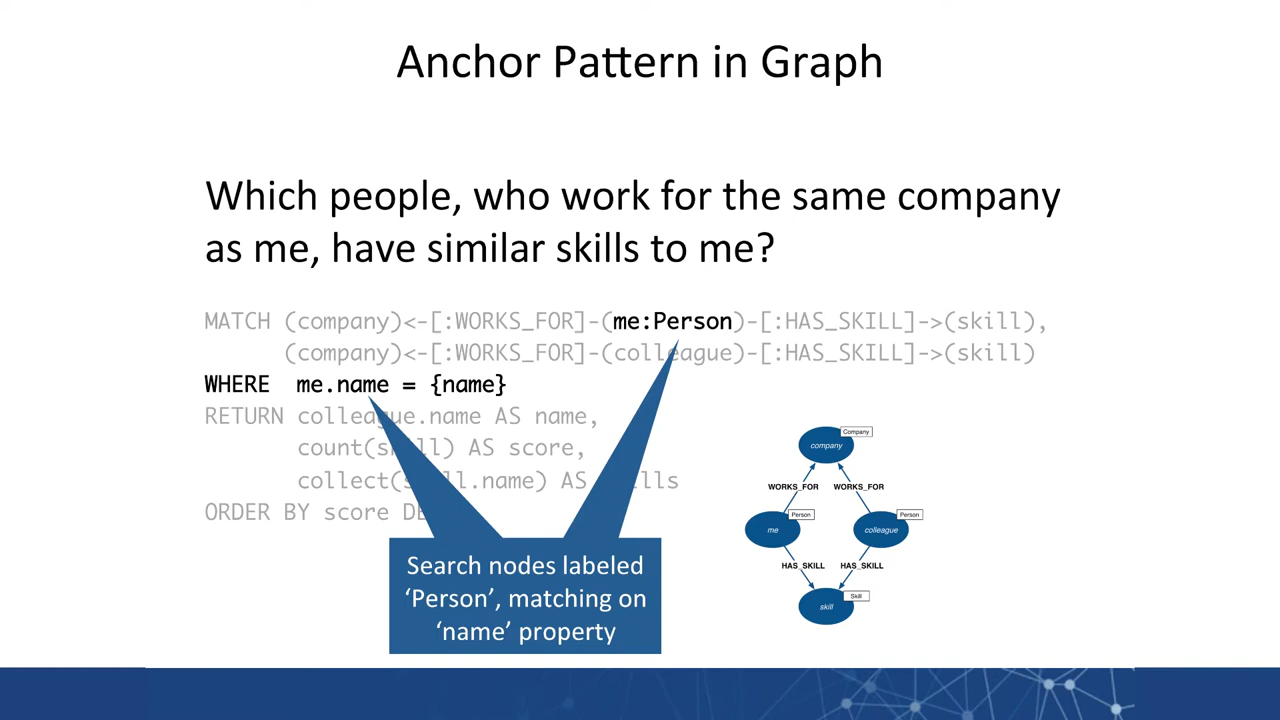 Anchor Pattern in Graph
Which people, who work for the same company
as me, have similar skills to me?
MATCH (company)<-[:WORKS_FOR]-(me:Person)-[:HAS_SKILL]->(skill),
(company)<-[:WORKS_FOR]-(colleague)-[:HAS_SKILL]->(skill)
WHERE me.name = {name}
RETURN colleague.name AS name,
count(skill) AS score,
collect(skill.name) AS skills
ORDER BY score
Search nodes labeled
‘Person’, matching on
‘name’ property
Company
company
WORKS_FOR WORKS_FOR
Person Person
me colleague
HAS_SKILL HAS_SKILL
Skill
skill